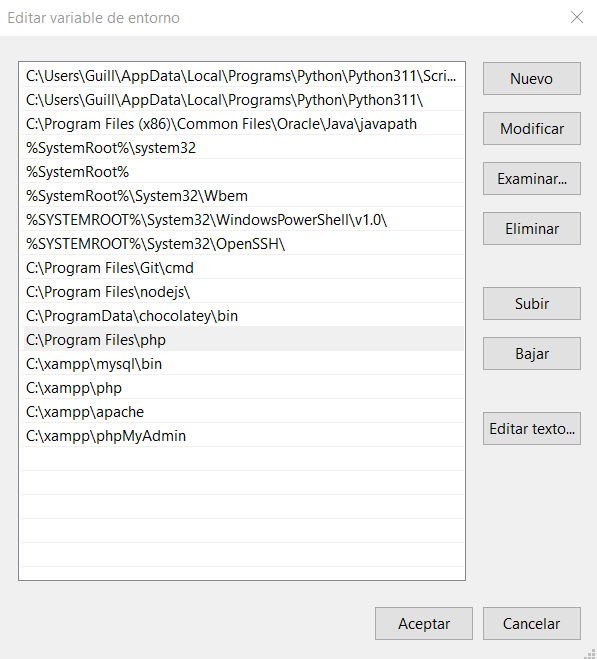 Editar variable de entorno
C:\Users\Guill\AppData\Local\Programs\Python\Python311\Scri...
C:\Users\Guill\AppData\Local\Programs\Python\Python311\
C:\Program Files (x86)\Common Files\Oracle\Java\javapath
%SystemRoot%\system32
%SystemRoot%
%SystemRoot%\System32\Wbem
%SYSTEMROOT%\System32\WindowsPowerShell\v1.0\
%SYSTEMROOT%\System32\OpenSSH\
C:\Program Files\Git\cmd
C:\Program Files\nodejs\
C:\ProgramData\chocolatey\bin
C:\Program Files\php
C:\xampp\mysql\bin
C:\xampp\php
C:\xampp\apache
C:\xampp\phpMyAdmin
Nuevo
Modificar
Examinar...
Eliminar
Subir
Bajar
Editar texto...
Aceptar
Cancelar